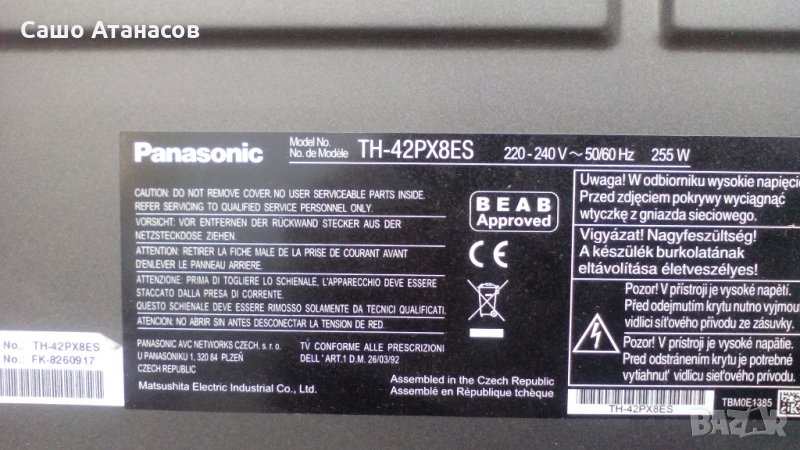 Сашо Атанасов
Panasonic
Model No.
No. de Modèle
TH-42PX8ES
220 - 240 V ~ 50/60 Hz
255 W
CAUTION: DO NOT REMOVE COVER. NO USER SERVICEABLE PARTS INSIDE.
REFER SERVICING TO QUALIFIED SERVICE PERSONNEL ONLY.
VORSICHT: VOR ENTFERNEN DER RÜCKWAND STECKER AUS DER
NETZSTECKDOSE ZIEHEN.
ATTENTION: RETIRER LA FICHE MALE DE LA PRISE DE COURANT AVANT
D'ENLEVER LE PANNEAU ARRIERE.
ATTENZIONE: PRIMA DI TOGLIERE LO SCHIENALE, L'APPARECCHIO DEVE ESSERE
STACCATO DALLA PRESA DI CORRENTE.
QUESTO SCHIENALE DEVE ESSERE RIMOSSO SOLAMENTE DA TECNICI QUALIFICATI.
ATENCION: NO ABRIR SIN ANTES DESCONECTAR LA TENSION DE RED.
PANASONIC AVC NETWORKS CZECH, s. r. o.
U PANASONIKU 1, 320 84 PLZEŇ
CZECH REPUBLIC
TV CONFORME ALLE PRESCRIZIONI
DELL' ART.1 D.M. 26/03/92
Matsushita Electric Industrial Co., Ltd.
Assembled in the Czech Republic
Assemblé en République tchèque
BEAB
Approved
CE
Uwaga! W odbiorniku wysokie napięcie
Przed zdjęciem pokrywy wyciągnąć
wtyczkę z gniazda sieciowego.
Vigyázat! Nagyfeszültség!
A készülék burkolatának
eltávolítása életveszélyes!
Pozor! V přístroji je vysoké napětí.
Před odejmutím krytu nutno vyjmout
vidlici síťového přívodu ze zásuvky.
Pozor! V prístroji je vysoké napätie.
Pred odstránením krytu je potrebné
vytiahnuť vidlicu sieťového prívodu zo
TH-42PX8ES
TBM0E1385
No.: TH-42PX8ES
No.: FK-8260917
BAZAR